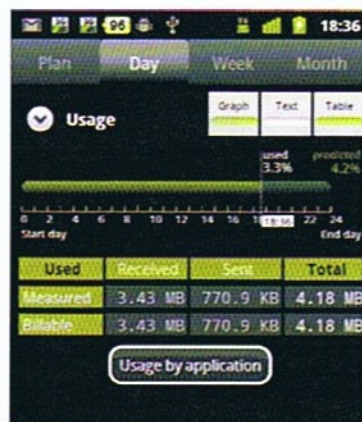 96 18:36
Plan Day Week Month
Usage Graph Text Table
used predicted
3.3% 4.2%
0 2 4 6 8 10 12 14 16 18:36 22 24
Start day End day
Used Received Sent Total
Measured 3.43 MB 770.9 KB 4.18 MB
Billable 3.43 MB 770.9 KB 4.18 MB
Usage by application